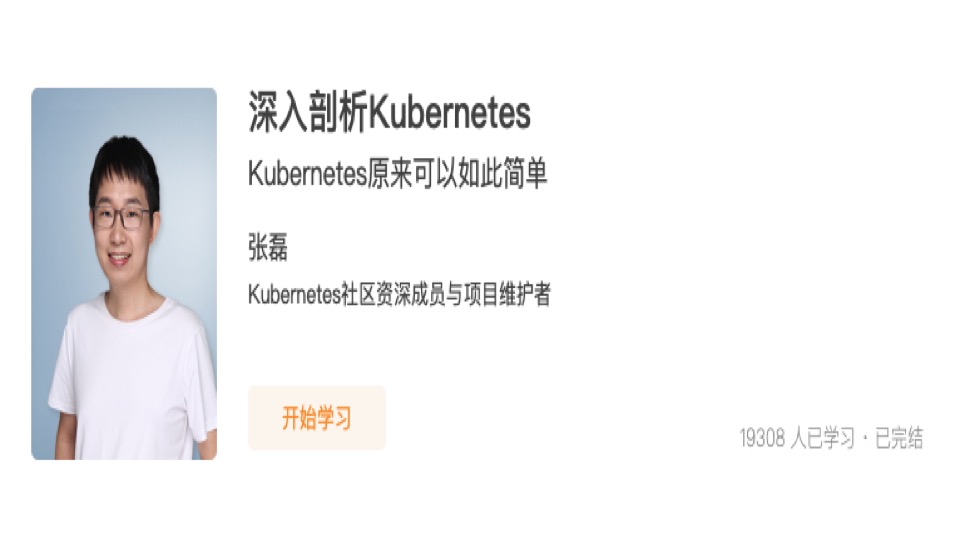 深入剖析Kubernetes
Kubernetes原来可以如此简单
张磊
Kubernetes社区资深成员与项目维护者
开始学习
19308 人已学习 · 已完结